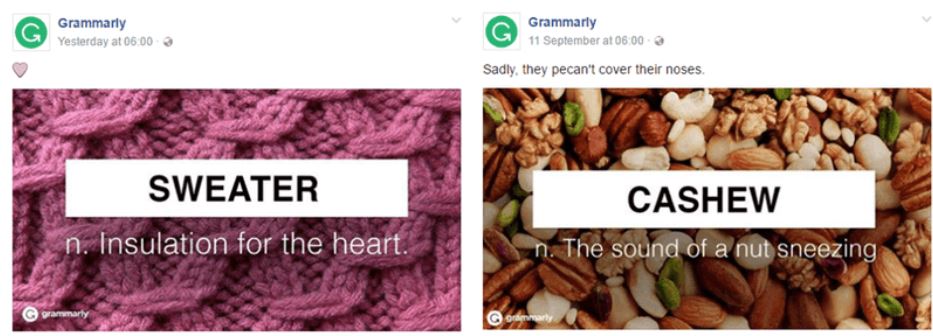 Grammarly
Yesterday at 06:00 ·
SWEATER
n. Insulation for the heart.
grammarly
Grammarly
11 September at 06:00 ·
Sadly, they pecan't cover their noses.
CASHEW
n. The sound of a nut sneezing
grammarly